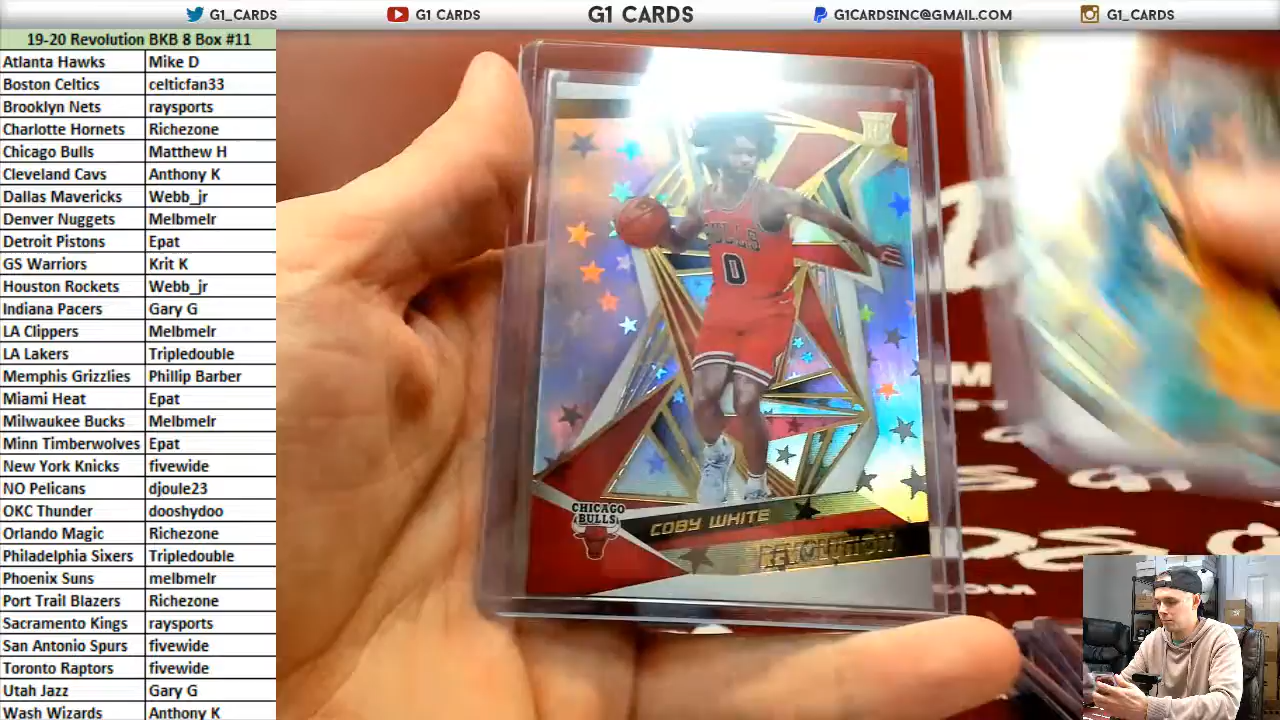 G1_CARDS
G1 CARDS
G1 CARDS
G1CARDSINC@GMAIL.COM
G1_CARDS
19-20 Revolution BKB 8 Box #11
Atlanta Hawks Mike D
Boston Celtics celticfan33
Brooklyn Nets raysports
Charlotte Hornets Richezone
Chicago Bulls Matthew H
Cleveland Cavs Anthony K
Dallas Mavericks Webb_jr
Denver Nuggets Melbmelr
Detroit Pistons Epat
GS Warriors Krit K
Houston Rockets Webb_jr
Indiana Pacers Gary G
LA Clippers Melbmelr
LA Lakers Tripledouble
Memphis Grizzlies Phillip Barber
Miami Heat Epat
Milwaukee Bucks Melbmelr
Minn Timberwolves Epat
New York Knicks fivewide
NO Pelicans djoule23
OKC Thunder dooshydoo
Orlando Magic Richezone
Philadelphia Sixers Tripledouble
Phoenix Suns melbmelr
Port Trail Blazers Richezone
Sacramento Kings raysports
San Antonio Spurs fivewide
Toronto Raptors fivewide
Utah Jazz Gary G
Wash Wizards Anthony K
BULLS
0
CHICAGO
BULLS
COBY WHITE
REVOLUTION